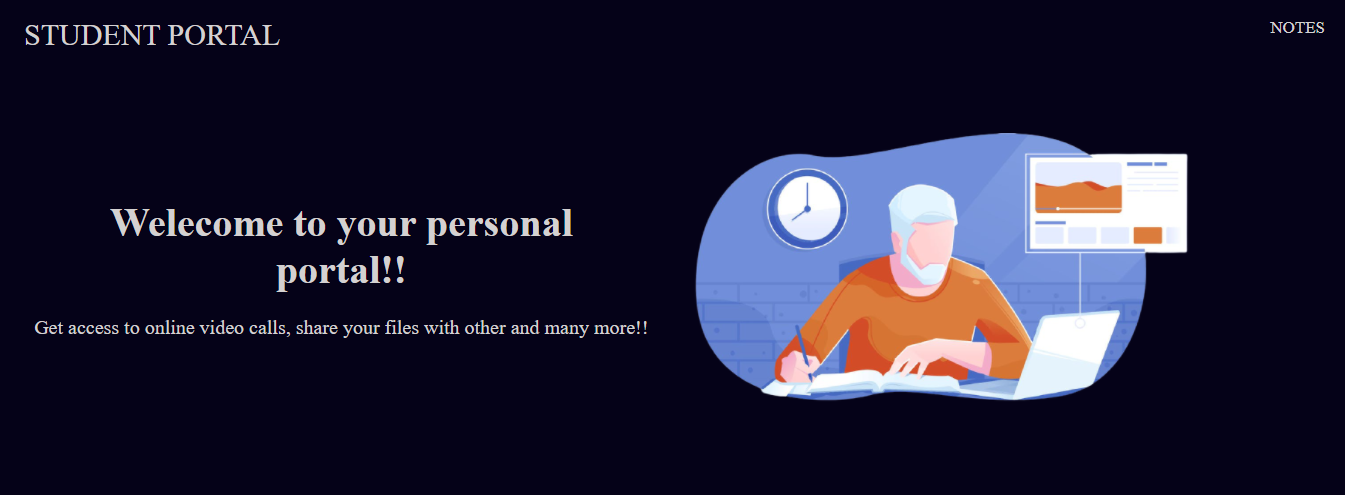 STUDENT PORTAL
NOTES
Welecome to your personal
portal!!
Get access to online video calls, share your files with other and many more!!